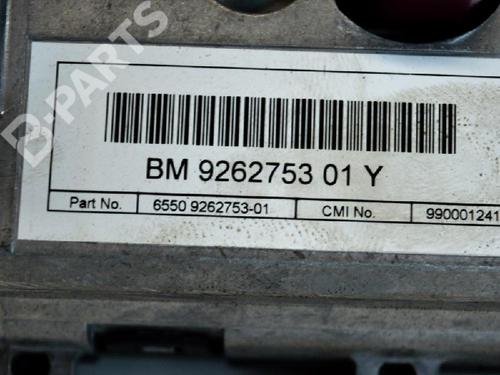 B-PARTS
BM 9262753 01 Y
Part No. 6550 9262753-01 CMI No. 990001241